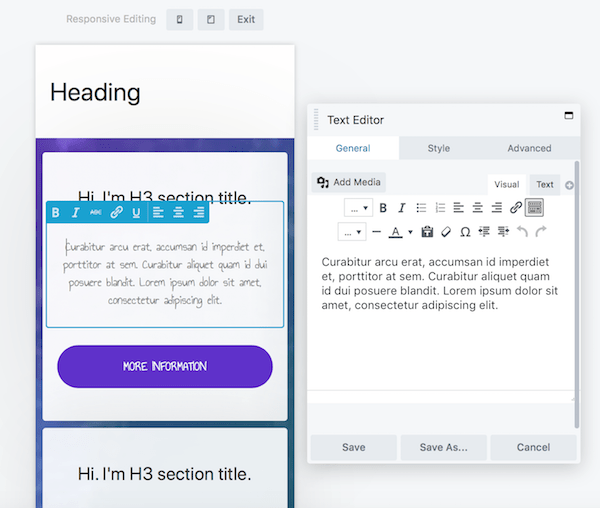 Responsive Editing
Exit
Heading
Hi, I'm H3 section title.
B I ABC U
Curabitur arcu erat, accumsan id imperdiet et,
porttitor at sem. Curabitur aliquet quam id dui
posuere blandit. Lorem ipsum dolor sit amet,
consectetur adipiscing elit.
MORE INFORMATION
Hi. I'm H3 section title.
Text Editor
General Style Advanced
Add Media Visual Text
... B I
... A Ω
Curabitur arcu erat, accumsan id imperdiet
et, porttitor at sem. Curabitur aliquet quam
id dui posuere blandit. Lorem ipsum dolor sit
amet, consectetur adipiscing elit.
Save Save As... Cancel